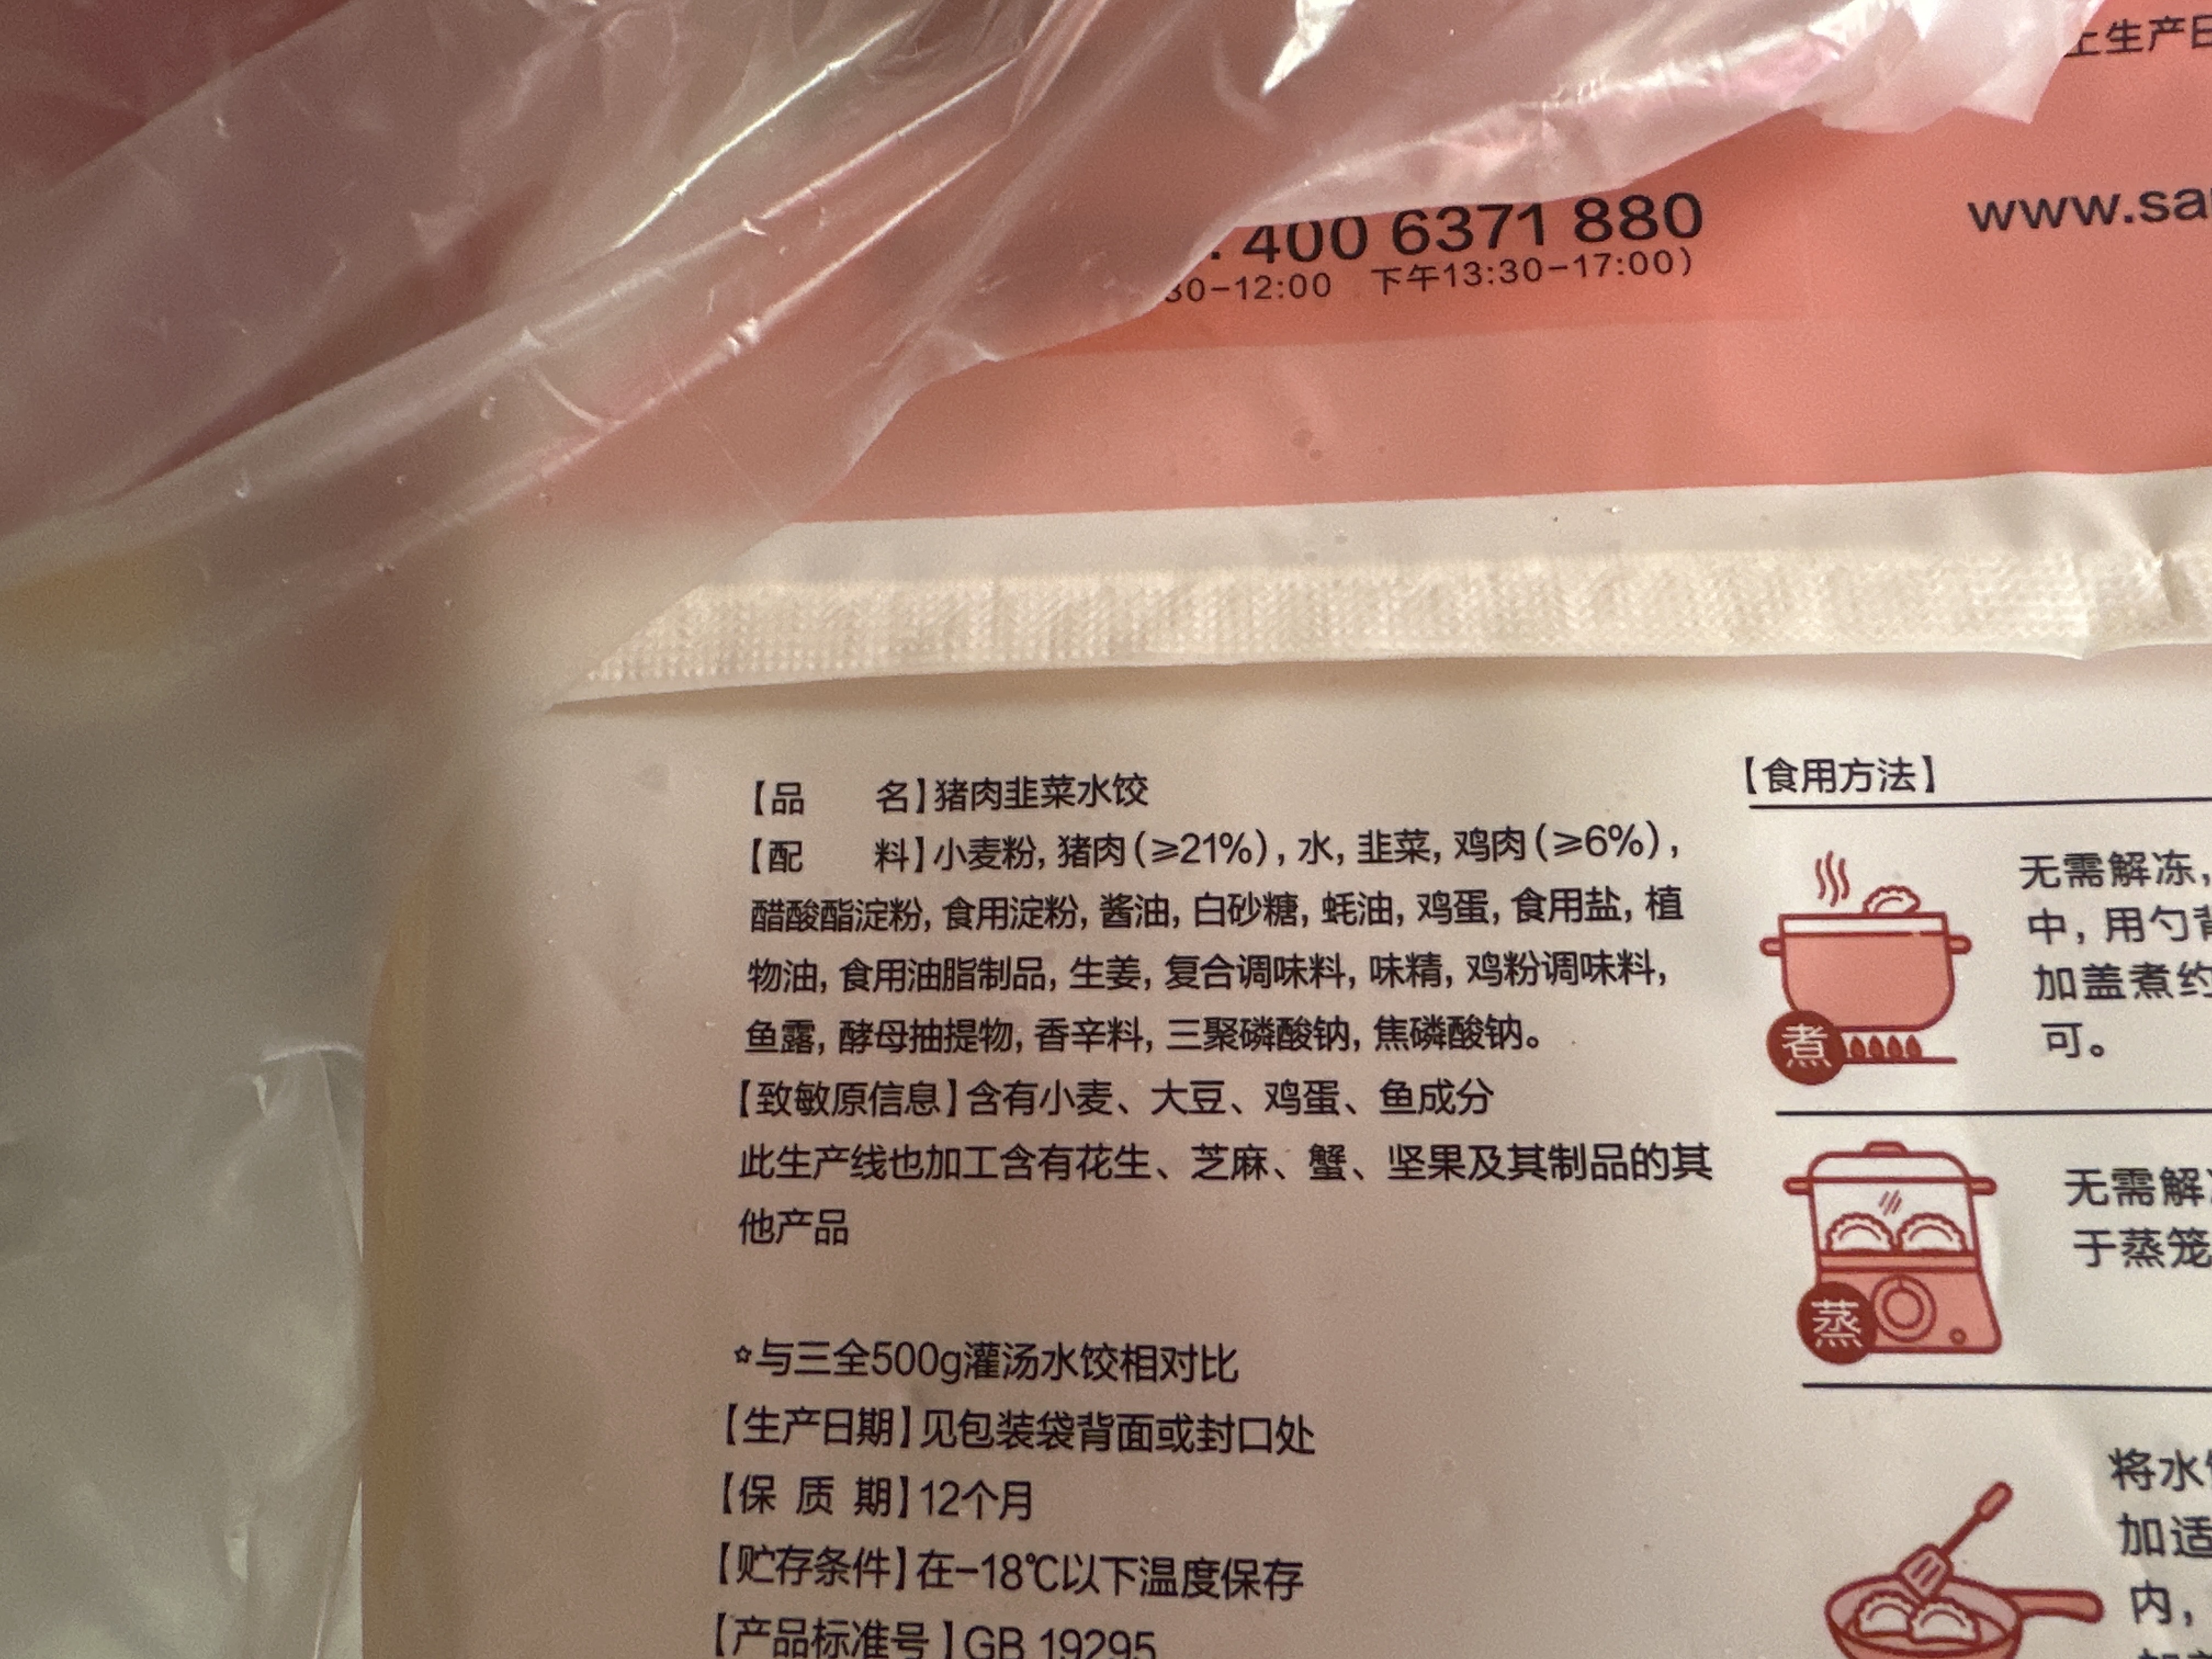 上生产日
400 6371 880
www.sa
30-12:00 下午13:30-17:00)
【品 名】猪肉韭菜水饺
【配 料】小麦粉, 猪肉(≥21%), 水, 韭菜, 鸡肉(≥6%),
醋酸酯淀粉, 食用淀粉, 酱油, 白砂糖, 蚝油, 鸡蛋, 食用盐, 植
物油, 食用油脂制品, 生姜, 复合调味料, 味精, 鸡粉调味料,
鱼露, 酵母抽提物, 香辛料, 三聚磷酸钠, 焦磷酸钠。
【致敏原信息】含有小麦、大豆、鸡蛋、鱼成分
此生产线也加工含有花生、芝麻、蟹、坚果及其制品的其
他产品
☆与三全500g灌汤水饺相对比
【生产日期】见包装袋背面或封口处
【保 质 期】12个月
【贮存条件】在-18℃以下温度保存
【产品标准号】GB 19295
【食用方法】
无需解冻,
中, 用勺背
加盖煮约
可。
煮
无需解
于蒸笼
蒸
将水
加适
内,